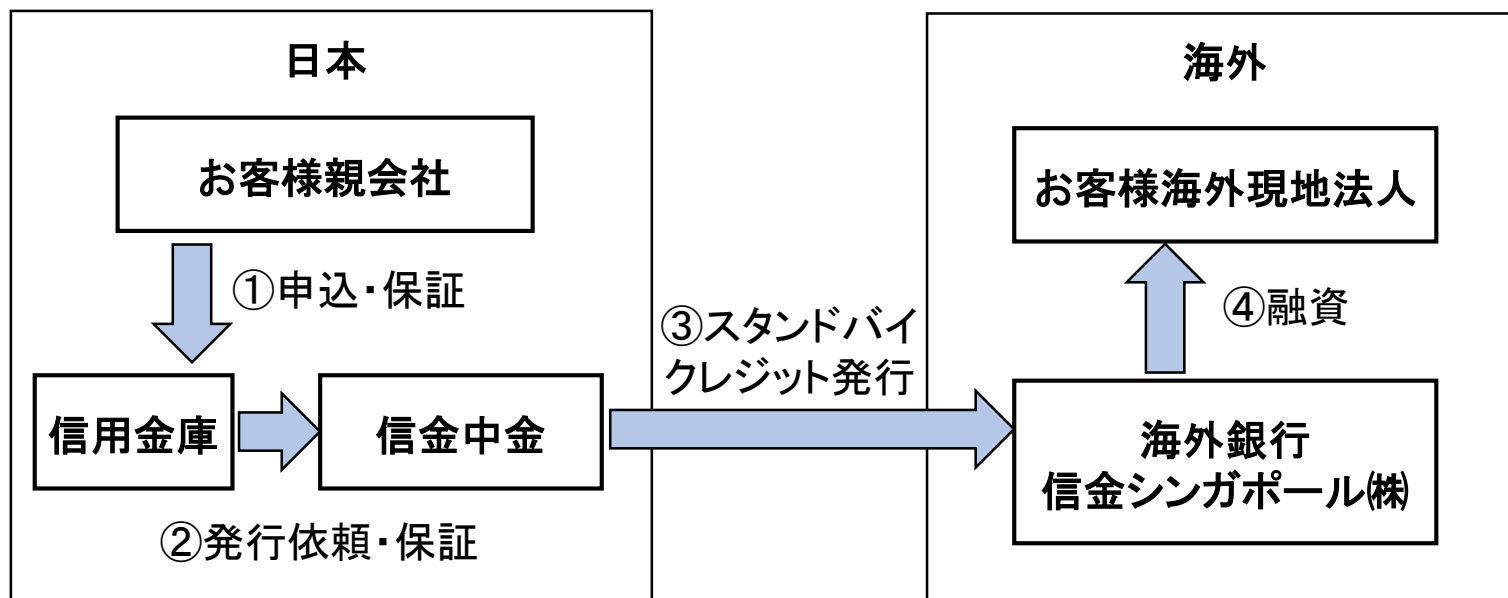 日本
お客様親会社
①申込・保証
信用金庫
信金中金
②発行依頼・保証
③スタンドバイ
クレジット発行
海外
お客様海外現地法人
④融資
海外銀行
信金シンガポール㈱